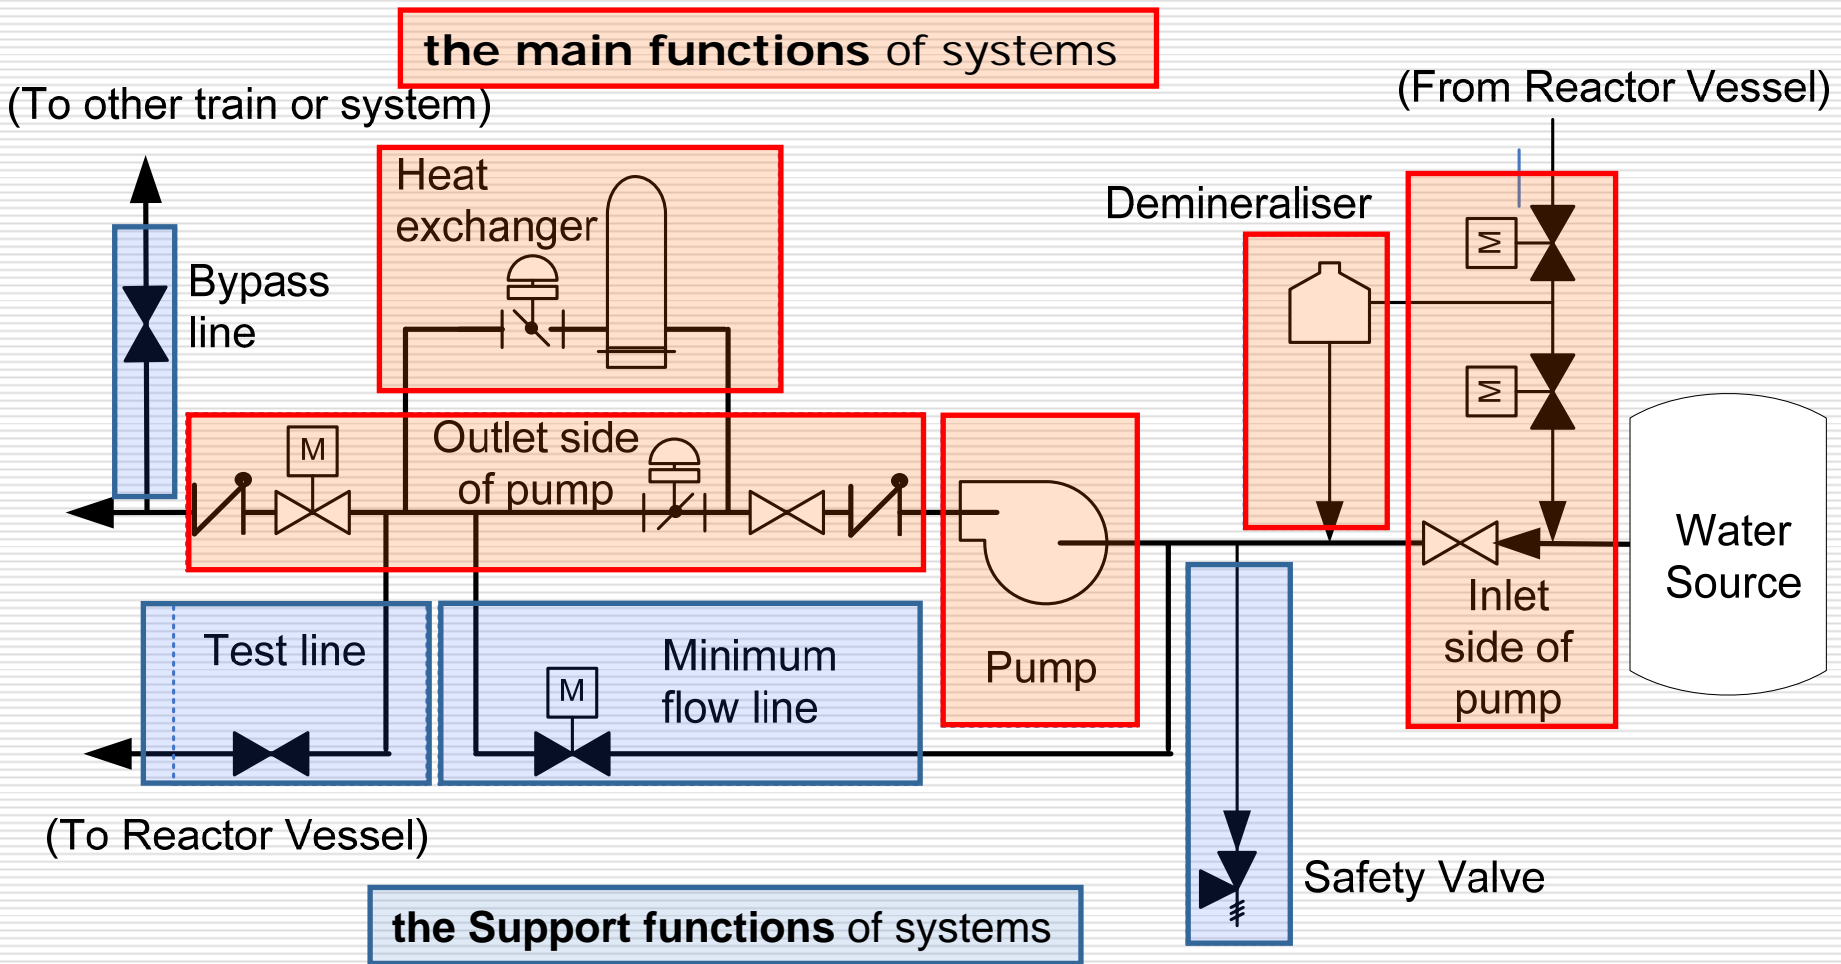 the main functions of systems
(To other train or system)
(From Reactor Vessel)
Heat
exchanger
Demineraliser
M
Bypass
line
M
M
Outlet side
of pump
Water
Source
Inlet
side of
pump
Test line
Minimum
flow line
M
Pump
(To Reactor Vessel)
Safety Valve
the Support functions of systems